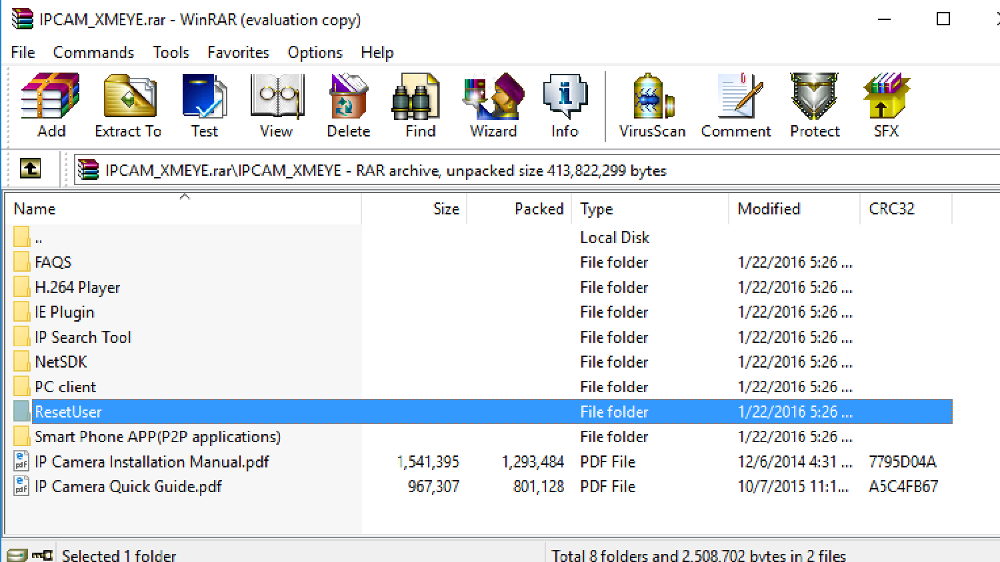 IPCAM_XMEYE.rar - WinRAR (evaluation copy)
File Commands Tools Favorites Options Help
Add Extract To Test View Delete Find Wizard Info VirusScan Comment Protect SFX
IPCAM_XMEYE.rar\IPCAM_XMEYE - RAR archive, unpacked size 413,822,299 bytes
Name Size Packed Type Modified CRC32
.. Local Disk
FAQS File folder 1/22/2016 5:26 ...
H.264 Player File folder 1/22/2016 5:26 ...
IE Plugin File folder 1/22/2016 5:26 ...
IP Search Tool File folder 1/22/2016 5:26 ...
NetSDK File folder 1/22/2016 5:26 ...
PC client File folder 1/22/2016 5:26 ...
ResetUser File folder 1/22/2016 5:26 ...
Smart Phone APP(P2P applications) File folder 1/22/2016 5:26 ...
IP Camera Installation Manual.pdf 1,541,395 1,293,484 PDF File 12/6/2014 4:31 ... 7795D04A
IP Camera Quick Guide.pdf 967,307 801,128 PDF File 10/7/2015 11:1... A5C4FB67
Selected 1 folder Total 8 folders and 2,508,702 bytes in 2 files